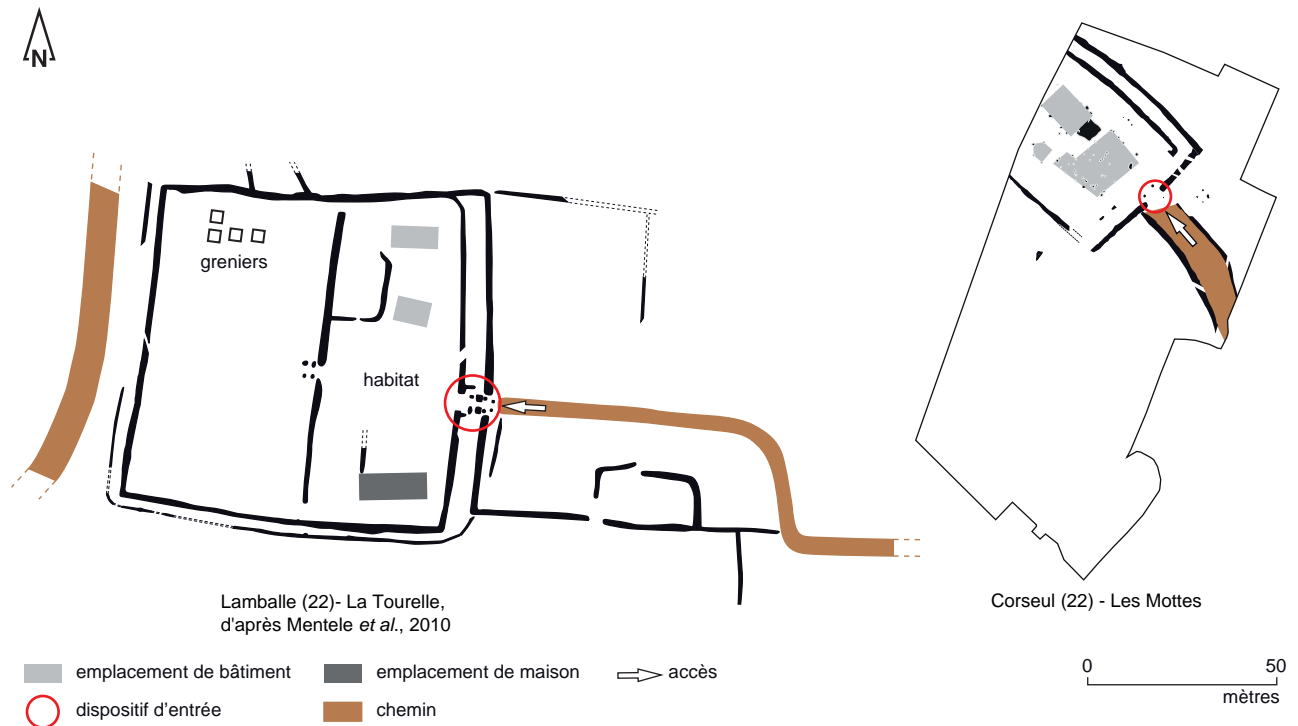 N
greniers
habitat
Lamballe (22)- La Tourelle,
d'après Mentele et al., 2010
Corseul (22) - Les Mottes
emplacement de bâtiment
emplacement de maison
accès
dispositif d'entrée
chemin
0 50
mètres